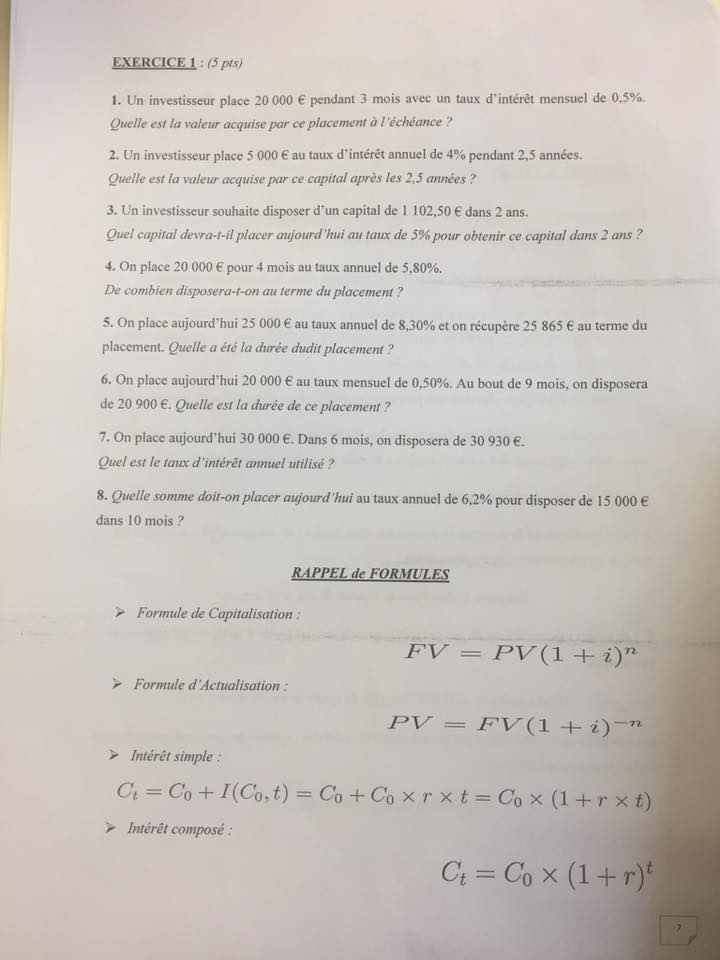 EXERCICE 1 : (5 pts)
1. Un investisseur place 20 000 € pendant 3 mois avec un taux d'intérêt mensuel de 0,5%.
Quelle est la valeur acquise par ce placement à l'échéance ?
2. Un investisseur place 5 000 € au taux d'intérêt annuel de 4% pendant 2,5 années.
Quelle est la valeur acquise par ce capital après les 2,5 années ?
3. Un investisseur souhaite disposer d'un capital de 1 102,50 € dans 2 ans.
Quel capital devra-t-il placer aujourd'hui au taux de 5% pour obtenir ce capital dans 2 ans ?
4. On place 20 000 € pour 4 mois au taux annuel de 5,80%.
De combien disposera-t-on au terme du placement ?
5. On place aujourd'hui 25 000 € au taux annuel de 8,30% et on récupère 25 865 € au terme du
placement. Quelle a été la durée dudit placement ?
6. On place aujourd'hui 20 000 € au taux mensuel de 0,50%. Au bout de 9 mois, on disposera
de 20 900 €. Quelle est la durée de ce placement ?
7. On place aujourd'hui 30 000 €. Dans 6 mois, on disposera de 30 930 €.
Quel est le taux d'intérêt annuel utilisé ?
8. Quelle somme doit-on placer aujourd'hui au taux annuel de 6,2% pour disposer de 15 000 €
dans 10 mois ?
RAPPEL de FORMULES
➢ Formule de Capitalisation :
FV = PV(1 + i)ⁿ
➢ Formule d'Actualisation :
PV = FV(1 + i)⁻ⁿ
➢ Intérêt simple :
C_t = C₀ + I(C₀, t) = C₀ + C₀ × r × t = C₀ × (1 + r × t)
➢ Intérêt composé :
C_t = C₀ × (1 + r)ᵗ